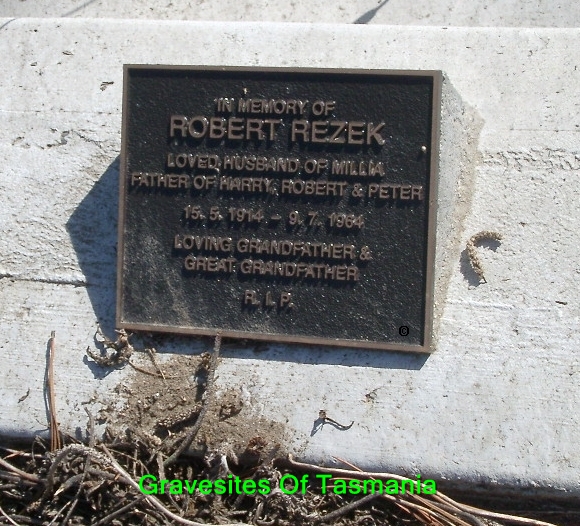 IN MEMORY OF
ROBERT REZEK
LOVED HUSBAND OF MILLIA
FATHER OF HARRY, ROBERT & PETER
15. 5. 1914 – 9. 7. 1964
LOVING GRANDFATHER &
GREAT GRANDFATHER
R. I. P.
©
Gravesites Of Tasmania